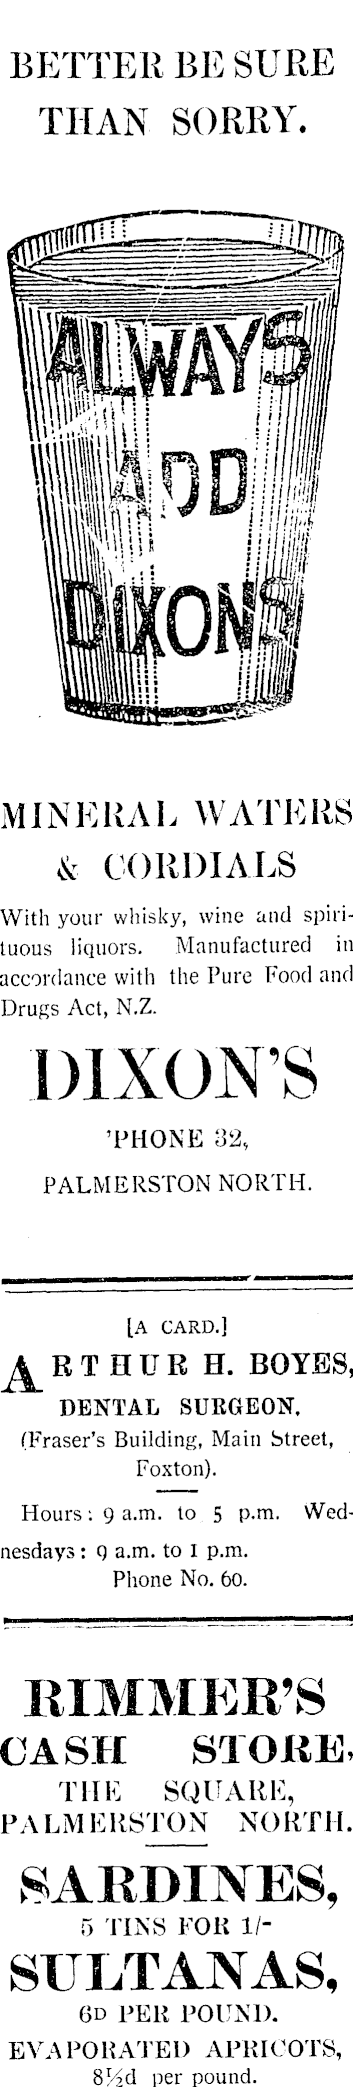 BETTER BE SURE
THAN SORRY.
ALWAYS
ADD
DIXONS
MINERAL WATERS
& CORDIALS
With your whisky, wine and spiri-
tuous liquors. Manufactured in
accordance with the Pure Food and
Drugs Act, N.Z.
DIXON'S
'PHONE 32,
PALMERSTON NORTH.
[A CARD.]
ARTHUR H. BOYES,
DENTAL SURGEON.
(Fraser's Building, Main Street,
Foxton).
Hours: 9 a.m. to 5 p.m. Wed-
nesdays: 9 a.m. to 1 p.m.
Phone No. 60.
RIMMER'S
CASH STORE,
THE SQUARE,
PALMERSTON NORTH.
SARDINES,
5 TINS FOR 1/-
SULTANAS,
6D PER POUND.
EVAPORATED APRICOTS,
8½d per pound.